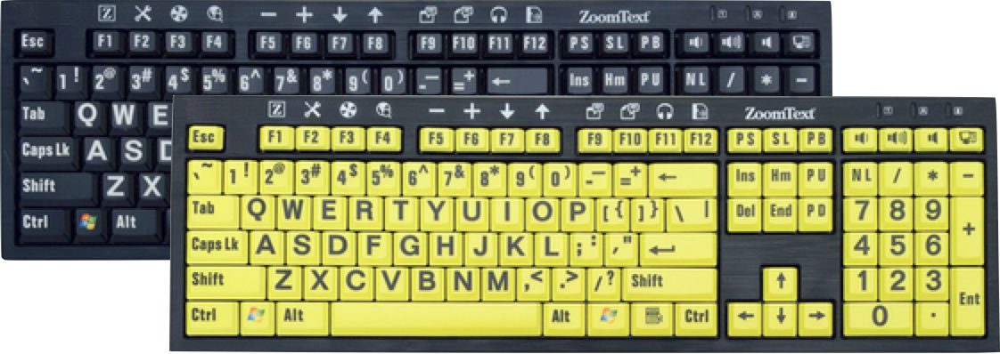 ZoomText
Esc F1 F2 F3 F4 F5 F6 F7 F8 F9 F10 F11 F12 PS SL PB
~ ` 1 ! 2 @ 3 # 4 $ 5 % 6 ^ 7 & 8 * 9 ( 0 ) - _ = + ← Ins Hm PU NL / * -
Tab Q W E
Caps Lk A S D
Shift Z X
Ctrl Alt
ZoomText
Esc F1 F2 F3 F4 F5 F6 F7 F8 F9 F10 F11 F12 PS SL PB
` ~ 1 ! 2 @ 3 # 4 $ 5 % 6 ^ 7 & 8 * 9 ( 0 ) - _ = + ← Ins Hm PU NL / * -
Tab Q W E R T Y U I O P [ { ] } \ | Del End PD 7 8 9 +
Caps Lk A S D F G H J K L ; : ' " ↵ 4 5 6
Shift Z X C V B N M , < . > / ? Shift ↑ 1 2 3 Ent
Ctrl Alt Alt Ctrl ← ↓ → 0 .